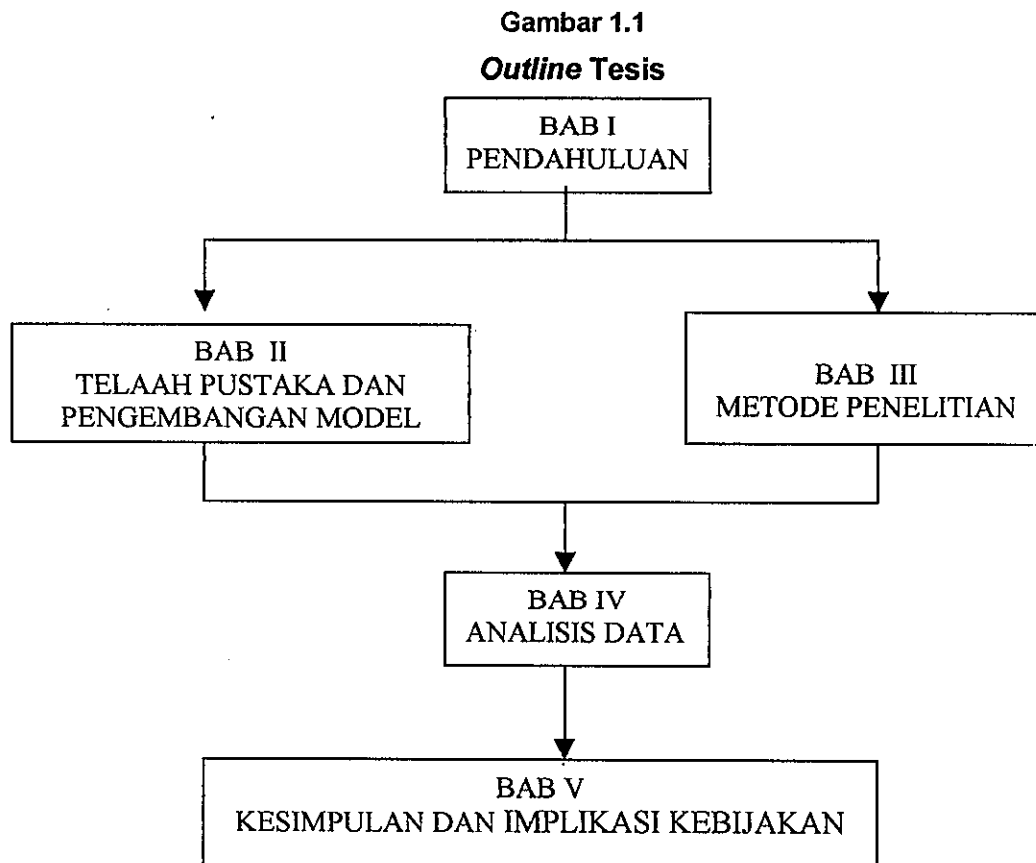 Gambar 1.1
Outline Tesis
BAB I
PENDAHULUAN
BAB II
TELAAH PUSTAKA DAN
PENGEMBANGAN MODEL
BAB III
METODE PENELITIAN
BAB IV
ANALISIS DATA
BAB V
KESIMPULAN DAN IMPLIKASI KEBIJAKAN